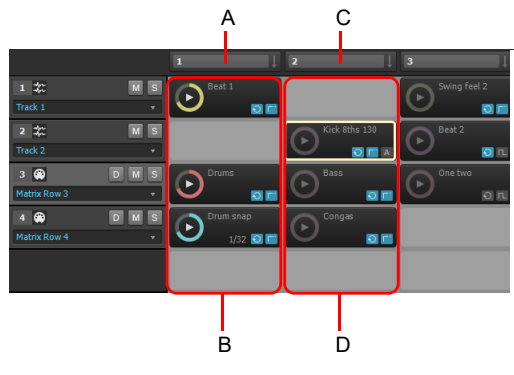 A C
1 2 3
1 M S Beat 1 Swing feel 2
Track 1
2 M S Kick 8ths 130 Beat 2
Track 2 A
3 D M S Drums Bass One two
Matrix Row 3
4 D M S Drum snap Congas
Matrix Row 4 1/32
B D